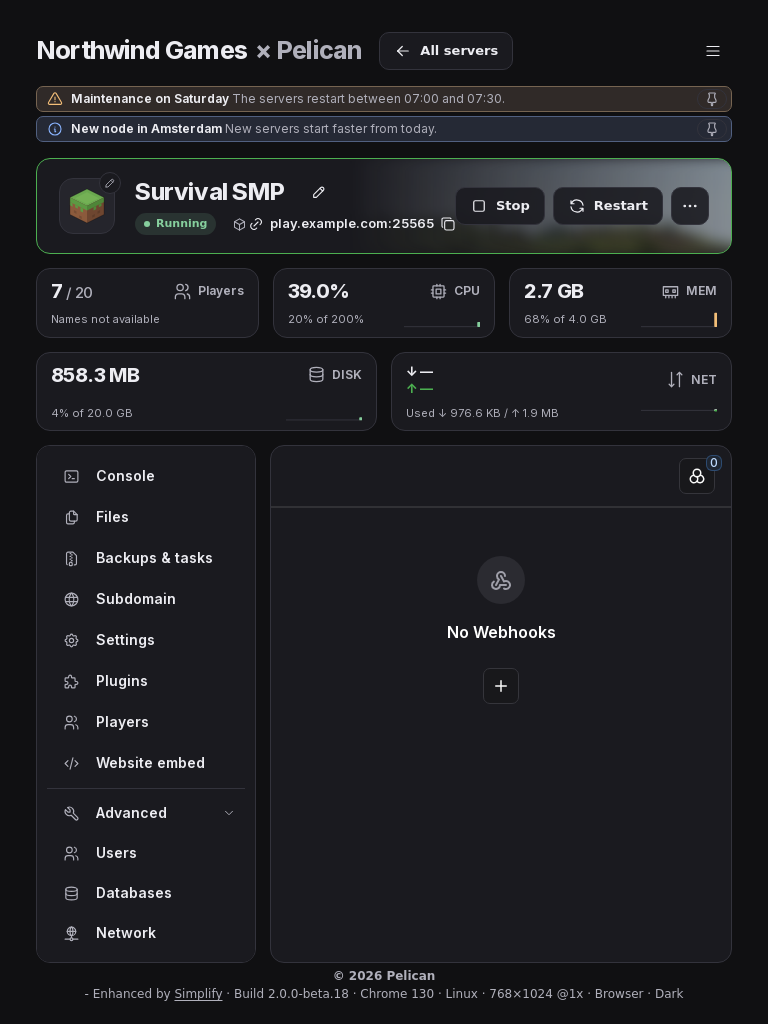 Northwind Games × Pelican
All servers
Maintenance on Saturday The servers restart between 07:00 and 07:30.
New node in Amsterdam New servers start faster from today.
Survival SMP
Running
play.example.com:25565
Stop
Restart
7 / 20
Players
Names not available
39.0%
CPU
20% of 200%
2.7 GB
MEM
68% of 4.0 GB
858.3 MB
DISK
4% of 20.0 GB
↓ —
↑ —
NET
Used ↓ 976.6 KB / ↑ 1.9 MB
Console
Files
Backups & tasks
Subdomain
Settings
Plugins
Players
Website embed
Advanced
Users
Databases
Network
0
No Webhooks
© 2026 Pelican
- Enhanced by Simplify · Build 2.0.0-beta.18 · Chrome 130 · Linux · 768×1024 @1x · Browser · Dark